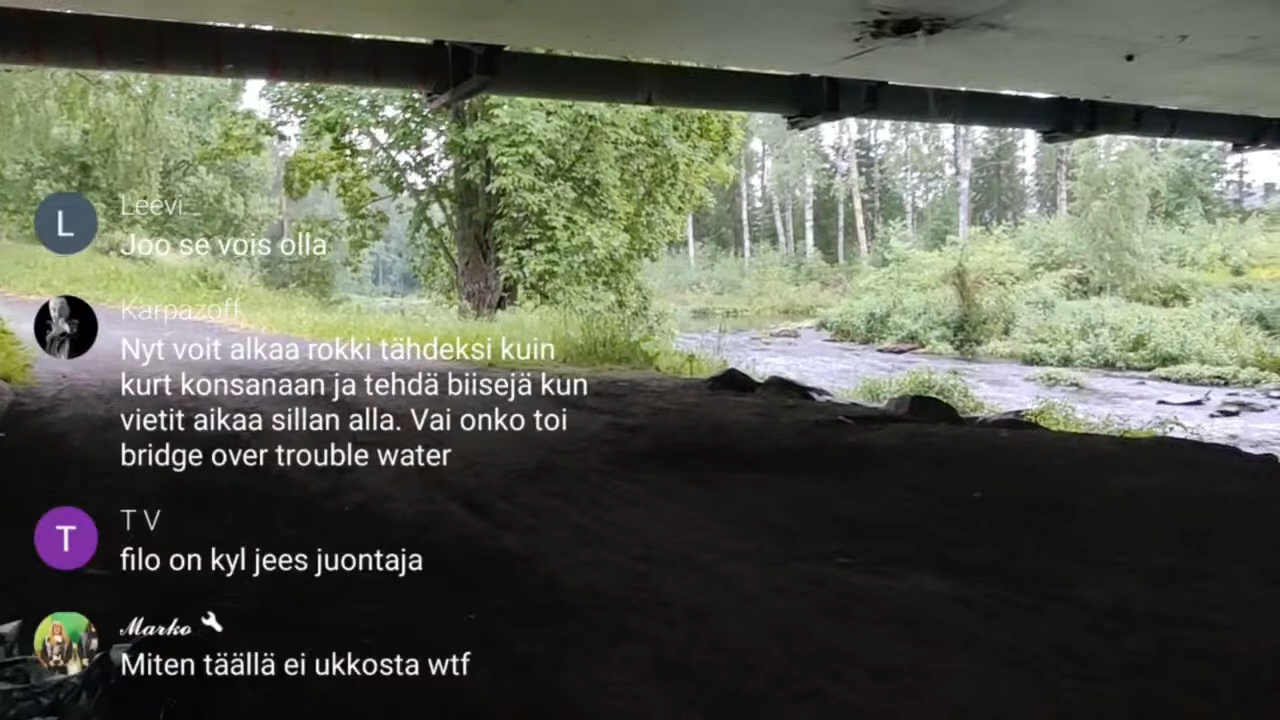 L
Leevi_
Joo se vois olla
Karpazoff
Nyt voit alkaa rokki tähdeksi kuin
kurt konsanaan ja tehdä biisejä kun
vietit aikaa sillan alla. Vai onko toi
bridge over trouble water
T
T V
filo on kyl jees juontaja
Marko
Miten täällä ei ukkosta wtf